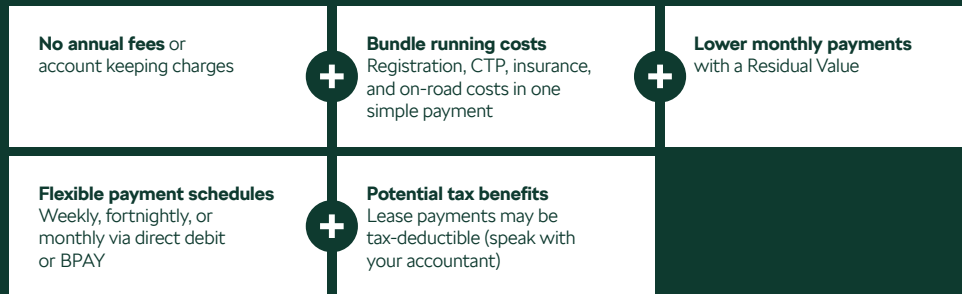 No annual fees or
account keeping charges
Bundle running costs
Registration, CTP, insurance,
and on-road costs in one
simple payment
Lower monthly payments
with a Residual Value
Flexible payment schedules
Weekly, fortnightly, or
monthly via direct debit
or BPAY
Potential tax benefits
Lease payments may be
tax-deductible (speak with
your accountant)